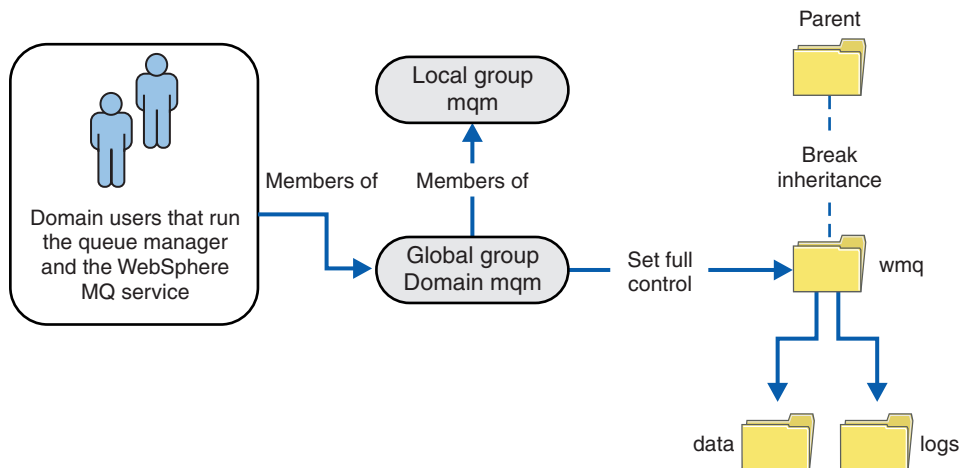 Parent
Local group
mqm
Break
inheritance
Members of
Members of
Domain users that run
the queue manager
and the WebSphere
MQ service
Global group
Domain mqm
Set full
control
wmq
data
logs